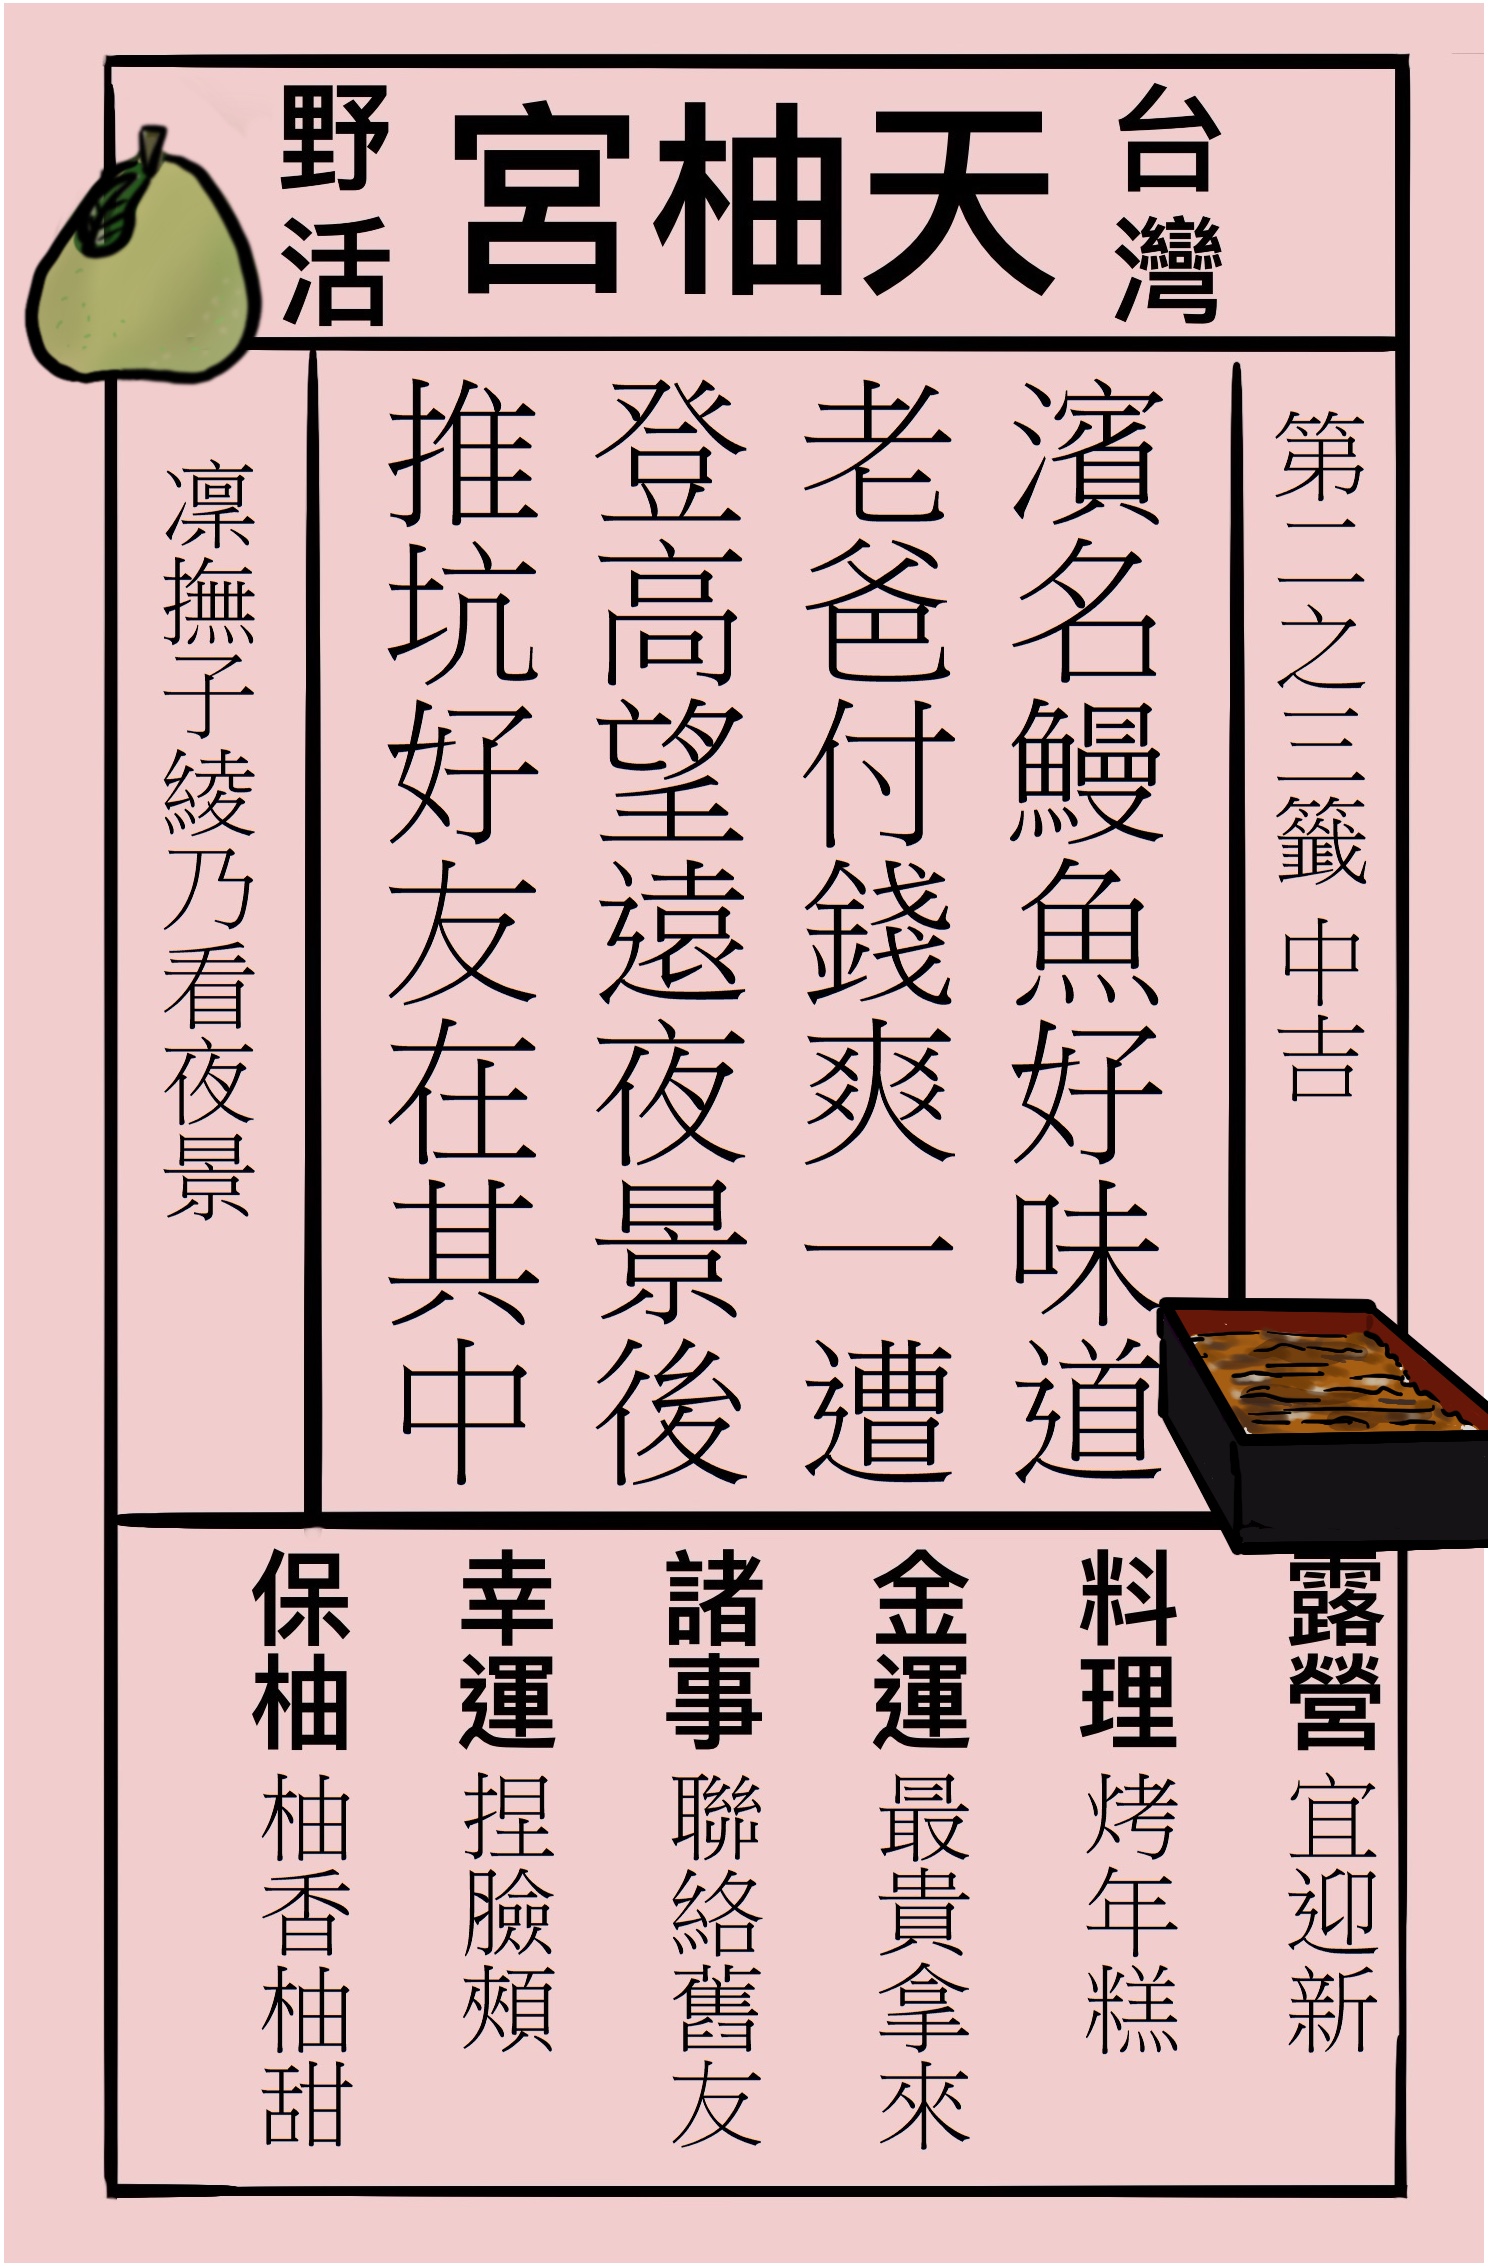 台灣
天柚宮
野活
第二之三籤 中吉
濱名鰻魚好味道
老爸付錢爽一遭
登高望遠夜景後
推坑好友在其中
凜撫子綾乃看夜景
露營 宜迎新
料理 烤年糕
金運 最貴拿來
諸事 聯絡舊友
幸運 捏臉頰
保柚 柚香柚甜